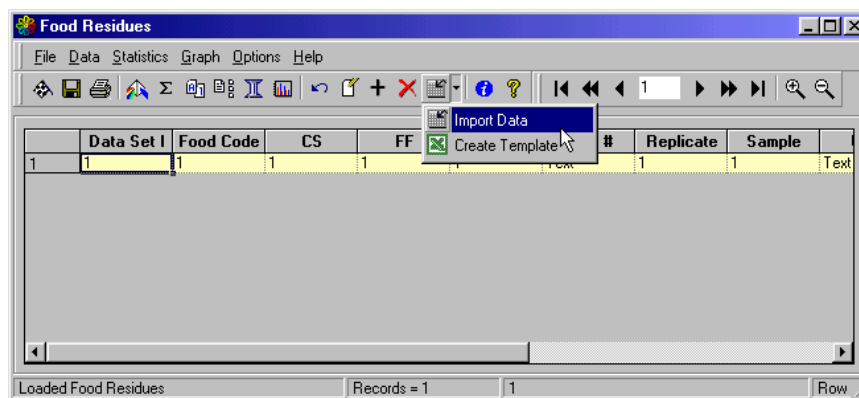 Food Residues
File Data Statistics Graph Options Help
1
Import Data
Create Template
Data Set I Food Code CS FF # Replicate Sample
1 1 1 1 1 Text 1 1 Text
Loaded Food Residues Records = 1 1 Row